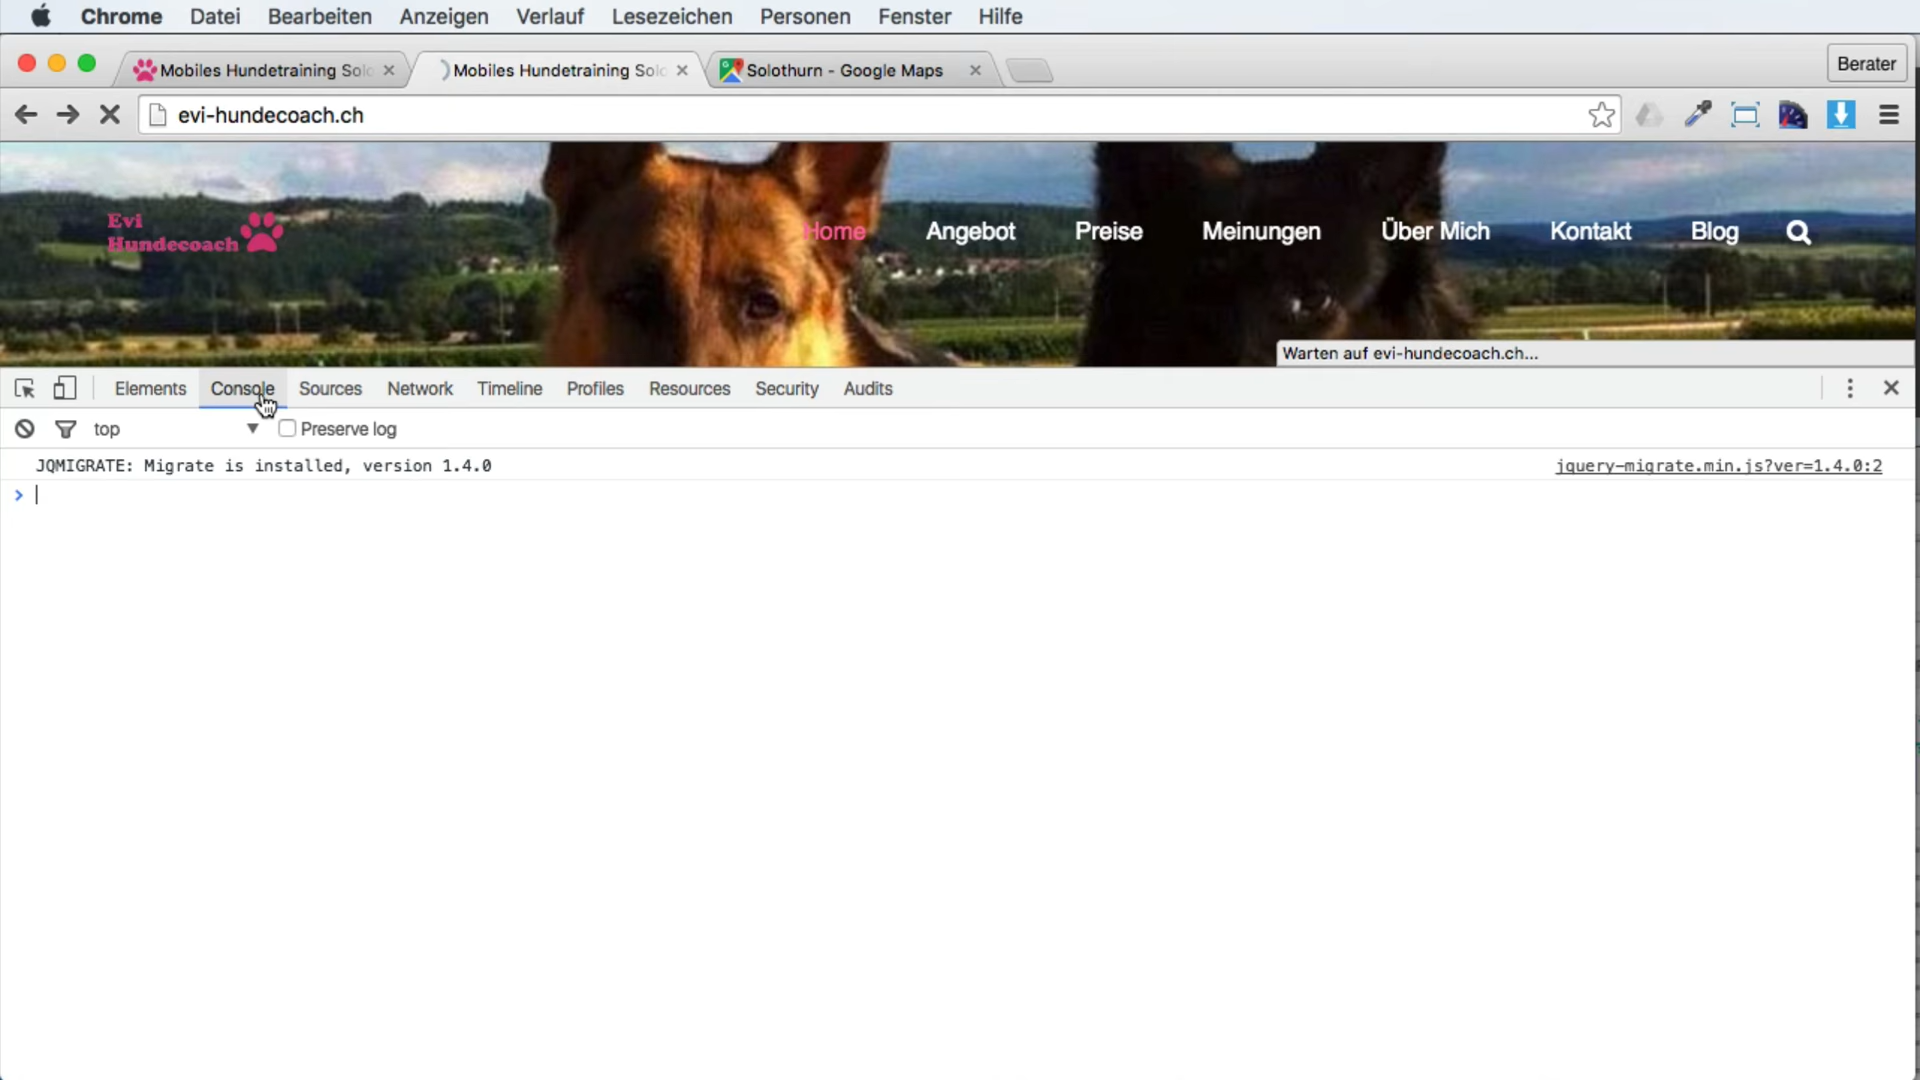 Chrome Datei Bearbeiten Anzeigen Verlauf Lesezeichen Personen Fenster Hilfe
Mobiles Hundetraining Solo Mobiles Hundetraining Solo Solothurn - Google Maps Berater
evi-hundecoach.ch
Evi
Hundecoach
Home Angebot Preise Meinungen Über Mich Kontakt Blog
Warten auf evi-hundecoach.ch...
Elements Console Sources Network Timeline Profiles Resources Security Audits
top Preserve log
JQMIGRATE: Migrate is installed, version 1.4.0 jquery-migrate.min.js?ver=1.4.0:2